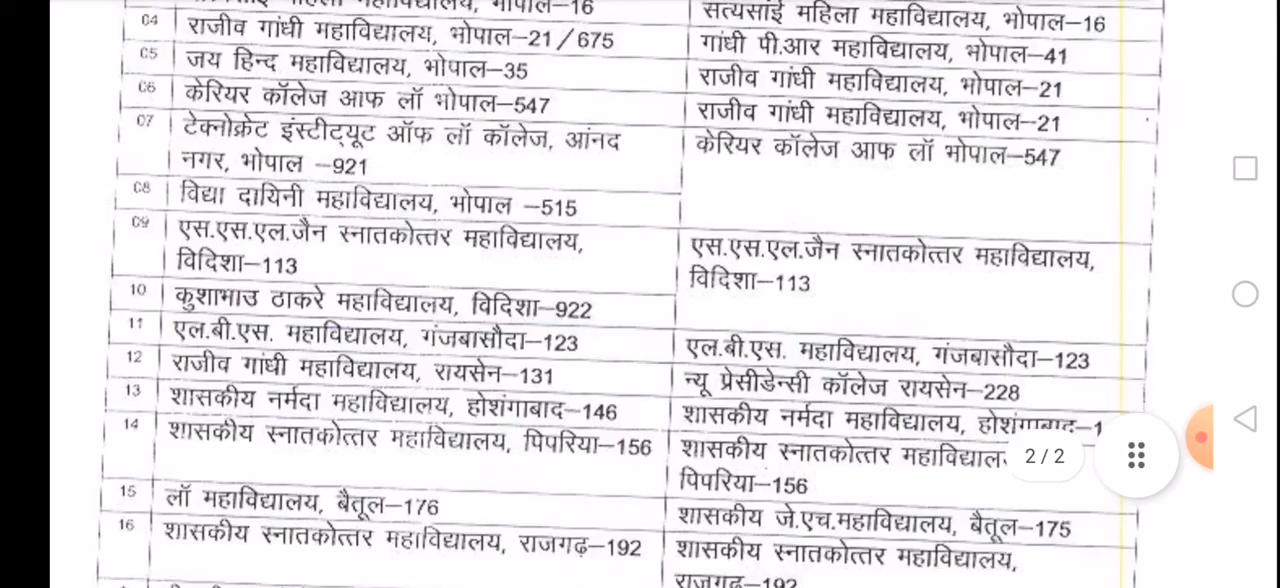 महाविद्यालय, भोपाल–16
सत्यसाई महिला महाविद्यालय, भोपाल–16
04 राजीव गांधी महाविद्यालय, भोपाल–21/675
गांधी पी.आर महाविद्यालय, भोपाल–41
05 जय हिन्द महाविद्यालय, भोपाल–35
राजीव गांधी महाविद्यालय, भोपाल–21
06 केरियर कॉलेज आफ लॉ भोपाल–547
राजीव गांधी महाविद्यालय, भोपाल–21
07 टेक्नोक्रेट इंस्टीट्यूट ऑफ लॉ कॉलेज, आंनद
नगर, भोपाल –921
केरियर कॉलेज आफ लॉ भोपाल–547
08 विद्या दायिनी महाविद्यालय, भोपाल –515
09 एस.एस.एल.जैन स्नातकोत्तर महाविद्यालय,
विदिशा–113
एस.एस.एल.जैन स्नातकोत्तर महाविद्यालय,
विदिशा–113
10 कुशाभाउ ठाकरे महाविद्यालय, विदिशा–922
11 एल.बी.एस. महाविद्यालय, गंजबासौदा–123
एल.बी.एस. महाविद्यालय, गंजबासौदा–123
12 राजीव गांधी महाविद्यालय, रायसेन–131
न्यू प्रेसीडेन्सी कॉलेज रायसेन–228
13 शासकीय नर्मदा महाविद्यालय, होशंगाबाद–146
शासकीय नर्मदा महाविद्यालय, होशंगाबाद–1
14 शासकीय स्नातकोत्तर महाविद्यालय, पिपरिया–156
शासकीय स्नातकोत्तर महाविद्याल
पिपरिया–156
2/2
15 लॉ महाविद्यालय, बैतूल–176
शासकीय जे.एच.महाविद्यालय, बैतूल–175
16 शासकीय स्नातकोत्तर महाविद्यालय, राजगढ़–192
शासकीय स्नातकोत्तर महाविद्यालय,
राजगढ–192